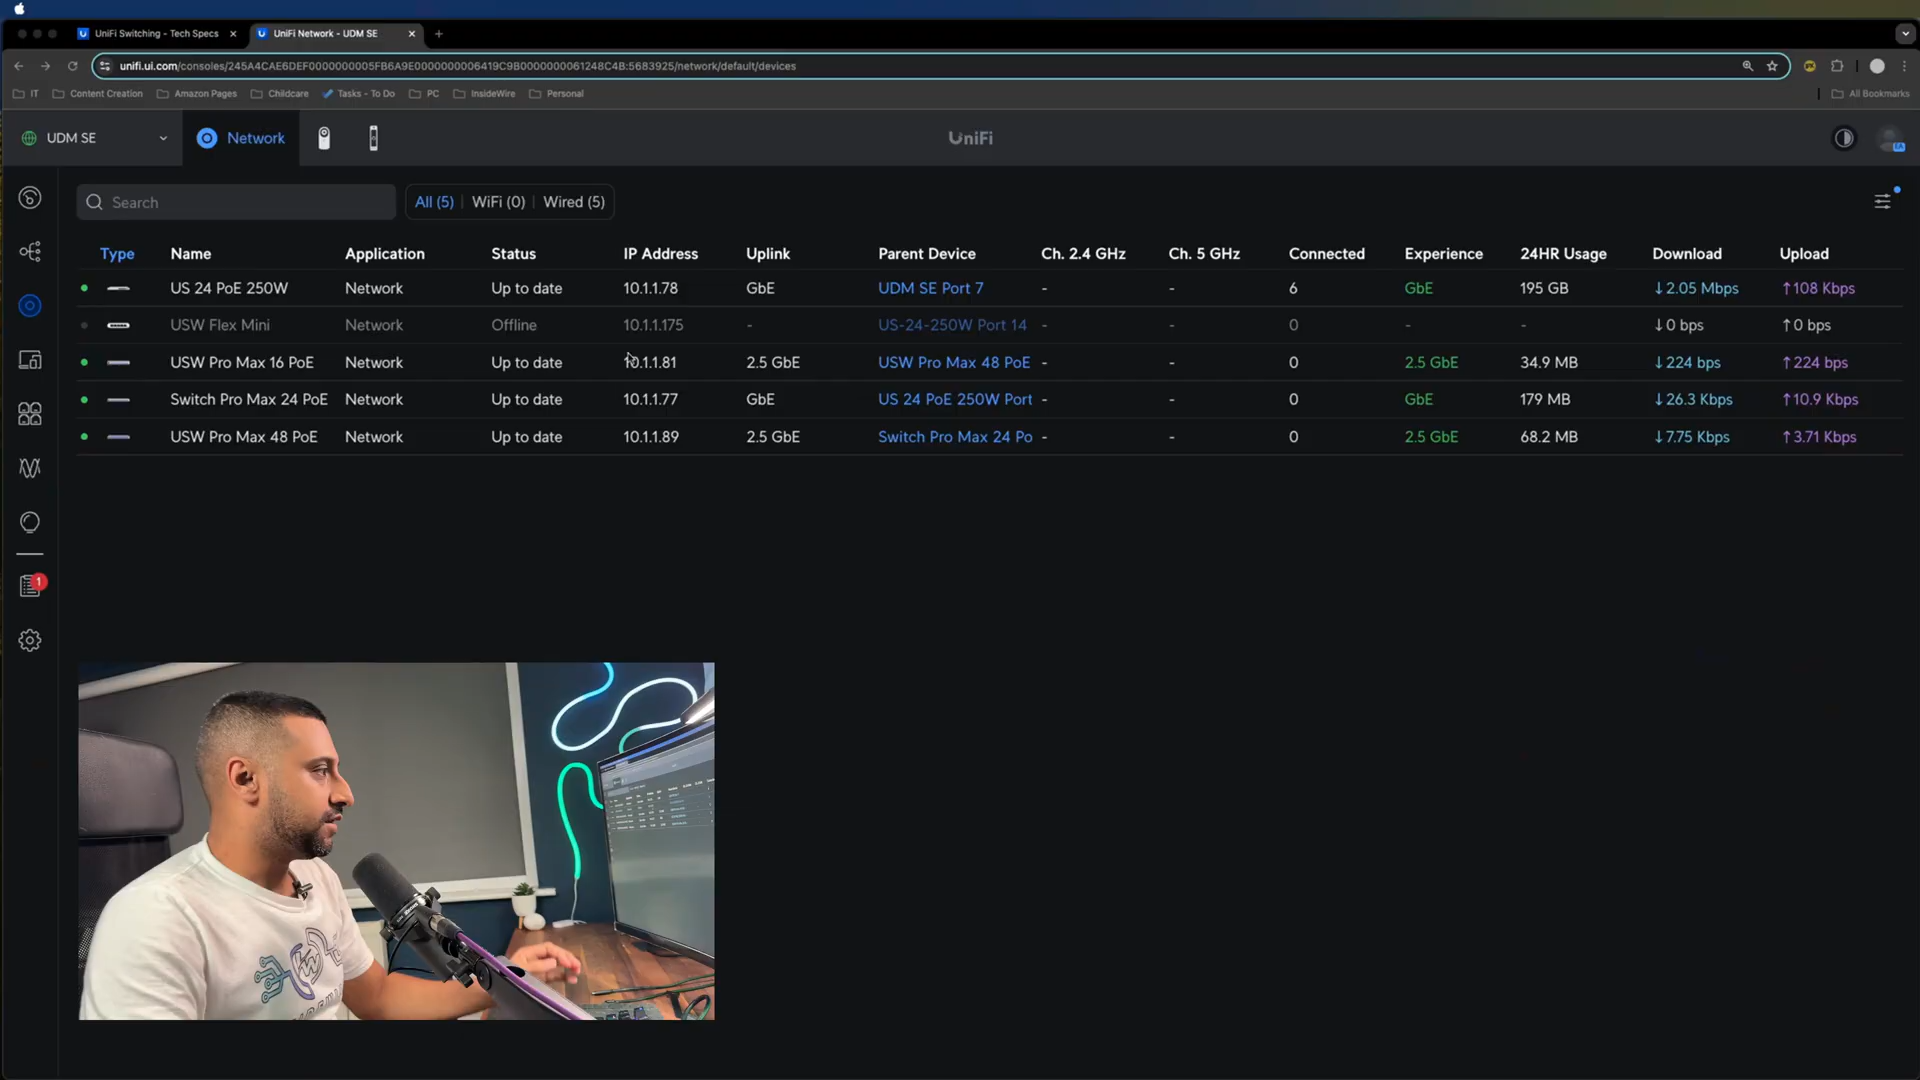 UniFi Switching - Tech Specs
UniFi Network - UDM SE
unifi.ui.com/consoles/245A4CAE6DEF0000000005FB6A9E0000000006419C9B0000000061248C4B:5683925/network/default/devices
IT Content Creation Amazon Pages Childcare Tasks - To Do PC InsideWire Personal All Bookmarks
UDM SE Network UniFi EA
Search All (5) WiFi (0) Wired (5)
Type Name Application Status IP Address Uplink Parent Device Ch. 2.4 GHz Ch. 5 GHz Connected Experience 24HR Usage Download Upload
US 24 PoE 250W Network Up to date 10.1.1.78 GbE UDM SE Port 7 - - 6 GbE 195 GB ↓2.05 Mbps ↑108 Kbps
USW Flex Mini Network Offline 10.1.1.175 - US-24-250W Port 14 - - 0 - - ↓0 bps ↑0 bps
USW Pro Max 16 PoE Network Up to date 10.1.1.81 2.5 GbE USW Pro Max 48 PoE - - 0 2.5 GbE 34.9 MB ↓224 bps ↑224 bps
Switch Pro Max 24 PoE Network Up to date 10.1.1.77 GbE US 24 PoE 250W Port - - 0 GbE 179 MB ↓26.3 Kbps ↑10.9 Kbps
USW Pro Max 48 PoE Network Up to date 10.1.1.89 2.5 GbE Switch Pro Max 24 Po - - 0 2.5 GbE 68.2 MB ↓7.75 Kbps ↑3.71 Kbps
1